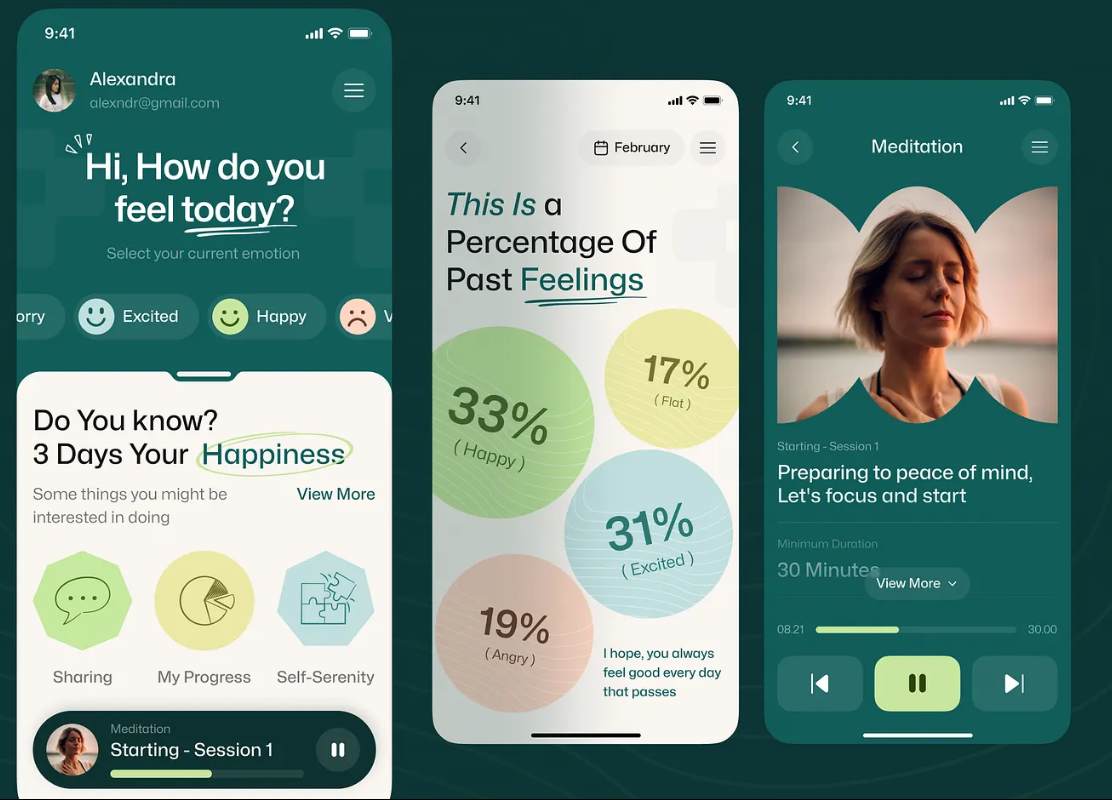 9:41
Alexandra
alexndr@gmail.com
Hi, How do you
feel today?
Select your current emotion
orry
Excited
Happy
V
Do You know?
3 Days Your Happiness
Some things you might be
interested in doing
View More
Sharing
My Progress
Self-Serenity
Meditation
Starting - Session 1
9:41
February
This Is a
Percentage Of
Past Feelings
33%
( Happy )
17%
( Flat )
31%
( Excited )
19%
( Angry )
I hope, you always
feel good every day
that passes
9:41
Meditation
Starting - Session 1
Preparing to peace of mind,
Let's focus and start
Minimum Duration
30 Minutes
View More
08.21
30.00